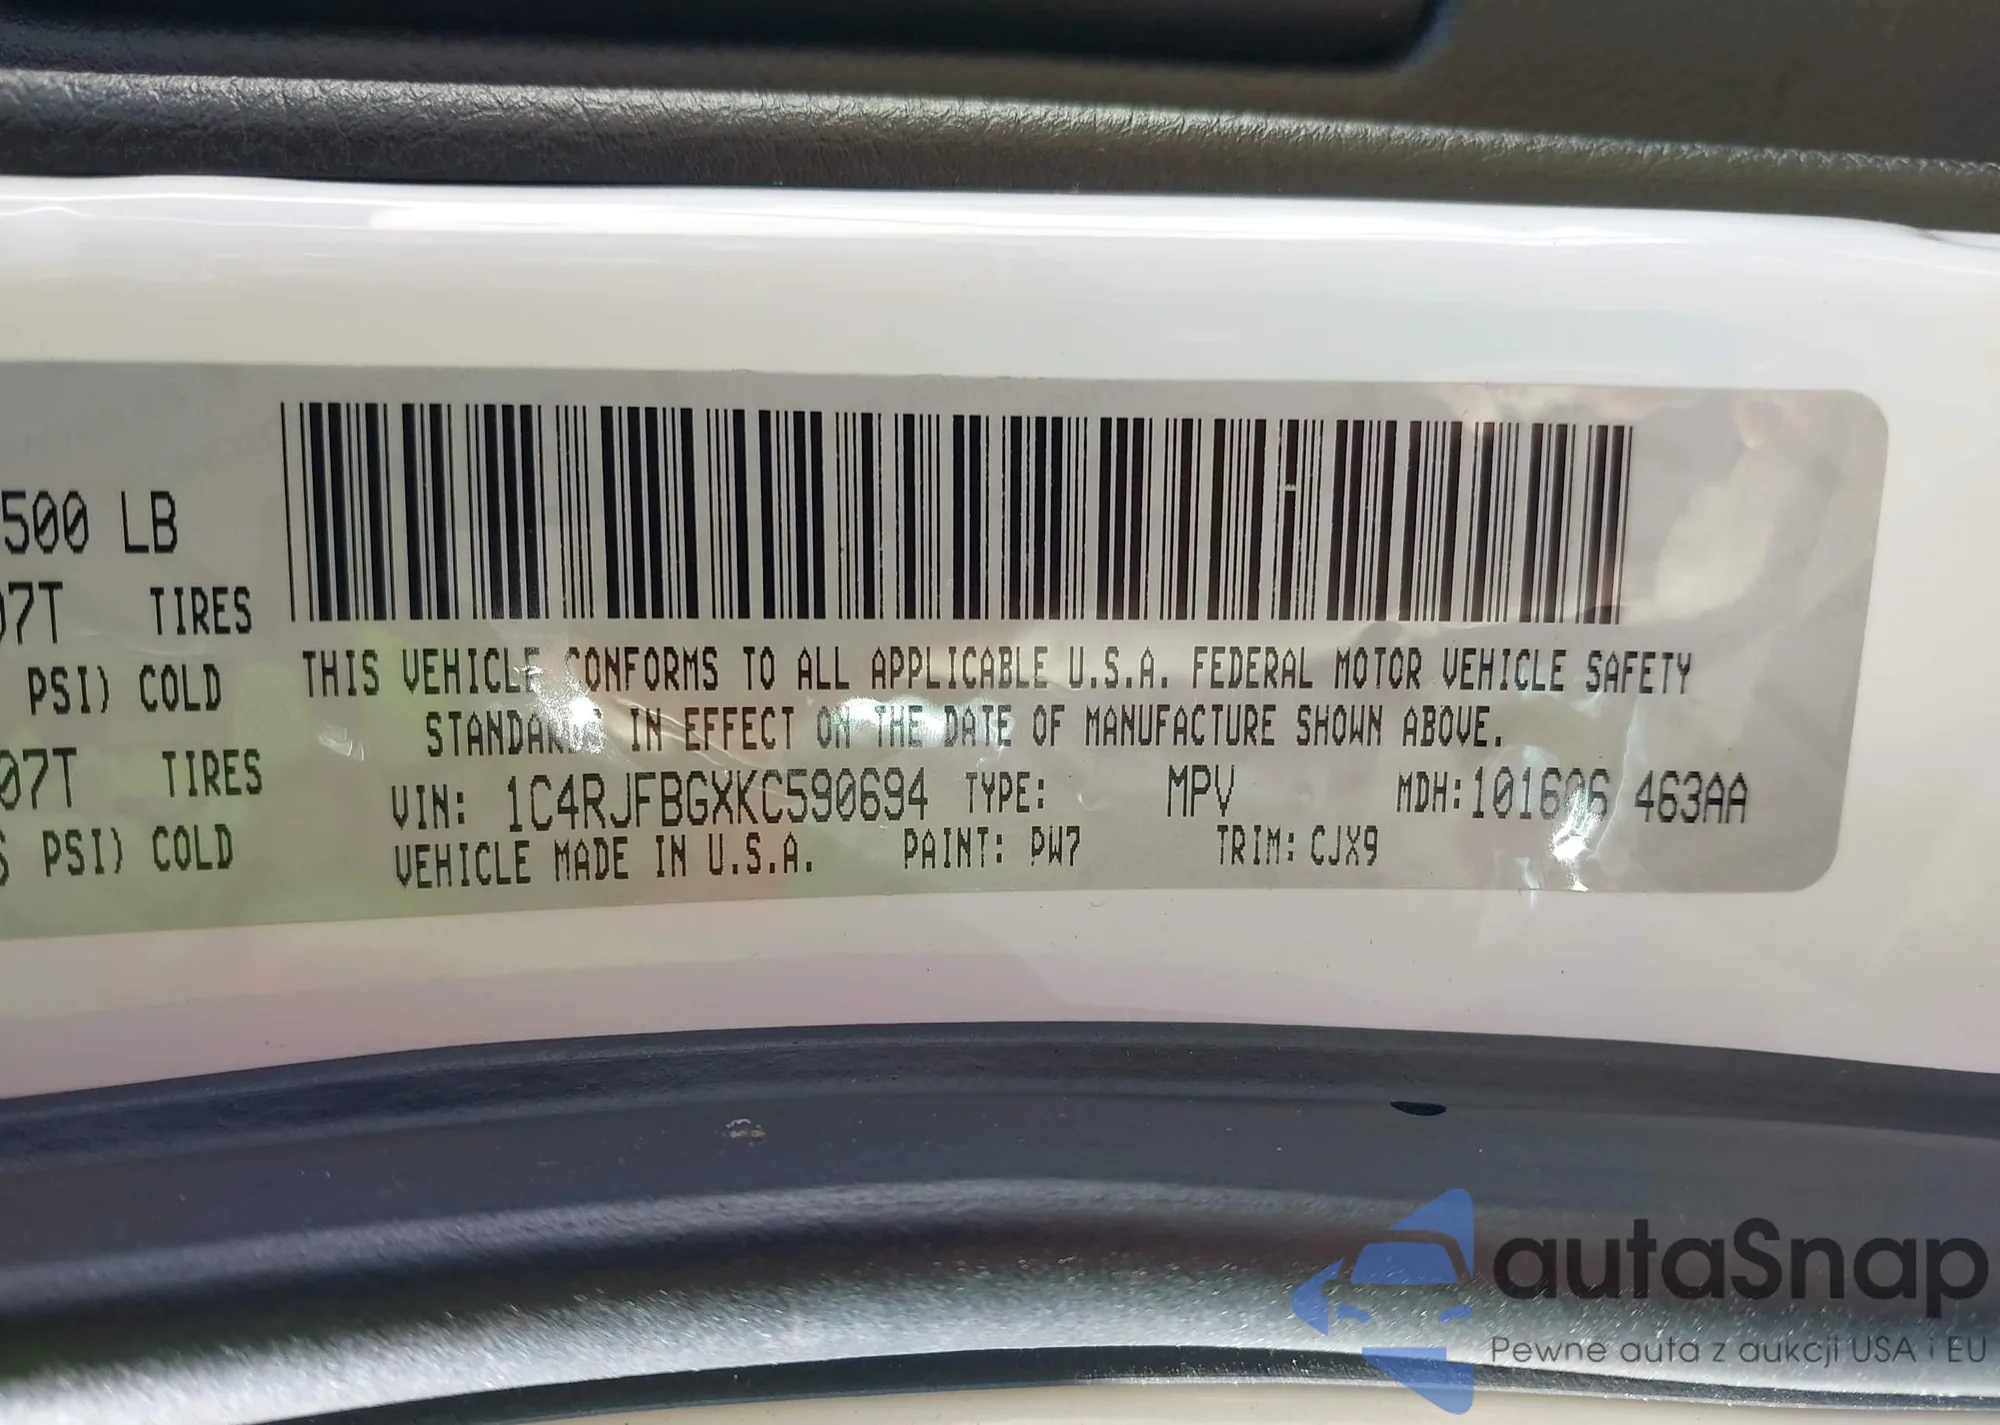 500 LB
07T TIRES
PSI) COLD
07T TIRES
PSI) COLD
THIS VEHICLE CONFORMS TO ALL APPLICABLE U.S.A. FEDERAL MOTOR VEHICLE SAFETY
STANDARDS IN EFFECT ON THE DATE OF MANUFACTURE SHOWN ABOVE.
VIN: 1C4RJFBGXKC590694 TYPE: MPV MDH:101606 463AA
VEHICLE MADE IN U.S.A. PAINT: PW7 TRIM: CJX9
autaSnap
Pewne auta z aukcji USA i EU